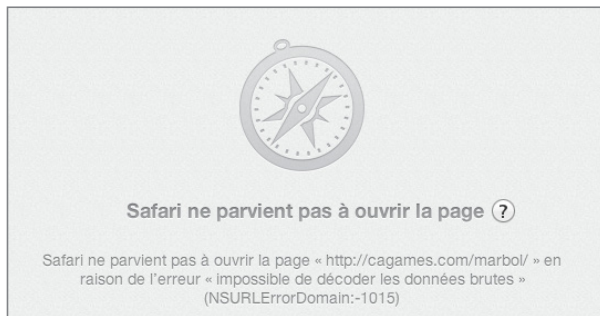 Safari ne parvient pas à ouvrir la page ?
Safari ne parvient pas à ouvrir la page « http://cagames.com/marbol/ » en
raison de l'erreur « impossible de décoder les données brutes »
(NSURLErrorDomain:-1015)